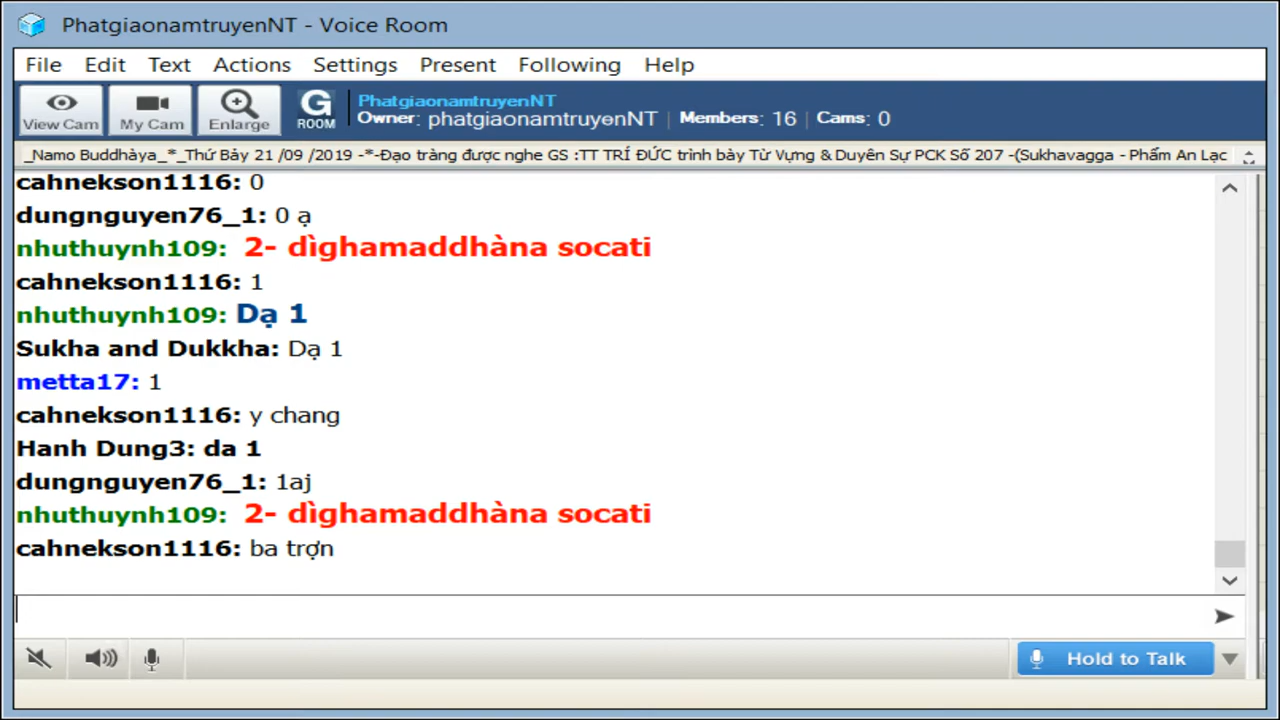 PhatgiaonamtruyenNT - Voice Room
File Edit Text Actions Settings Present Following Help
View Cam My Cam Enlarge G ROOM
PhatgiaonamtruyenNT
Owner: phatgiaonamtruyenNT | Members: 16 | Cams: 0
_Namo Buddhàya_*_Thứ Bảy 21 /09 /2019 -*-Đạo tràng được nghe GS :TT TRÍ ĐỨC trình bày Từ Vựng & Duyên Sự PCK Số 207 -(Sukhavagga - Phẩm An Lạc
cahnekson1116: 0
dungnguyen76_1: 0 ạ
nhuthuynh109: 2- dìghamaddhàna socati
cahnekson1116: 1
nhuthuynh109: Dạ 1
Sukha and Dukkha: Dạ 1
metta17: 1
cahnekson1116: y chang
Hanh Dung3: da 1
dungnguyen76_1: 1aj
nhuthuynh109: 2- dìghamaddhàna socati
cahnekson1116: ba trợn
Hold to Talk